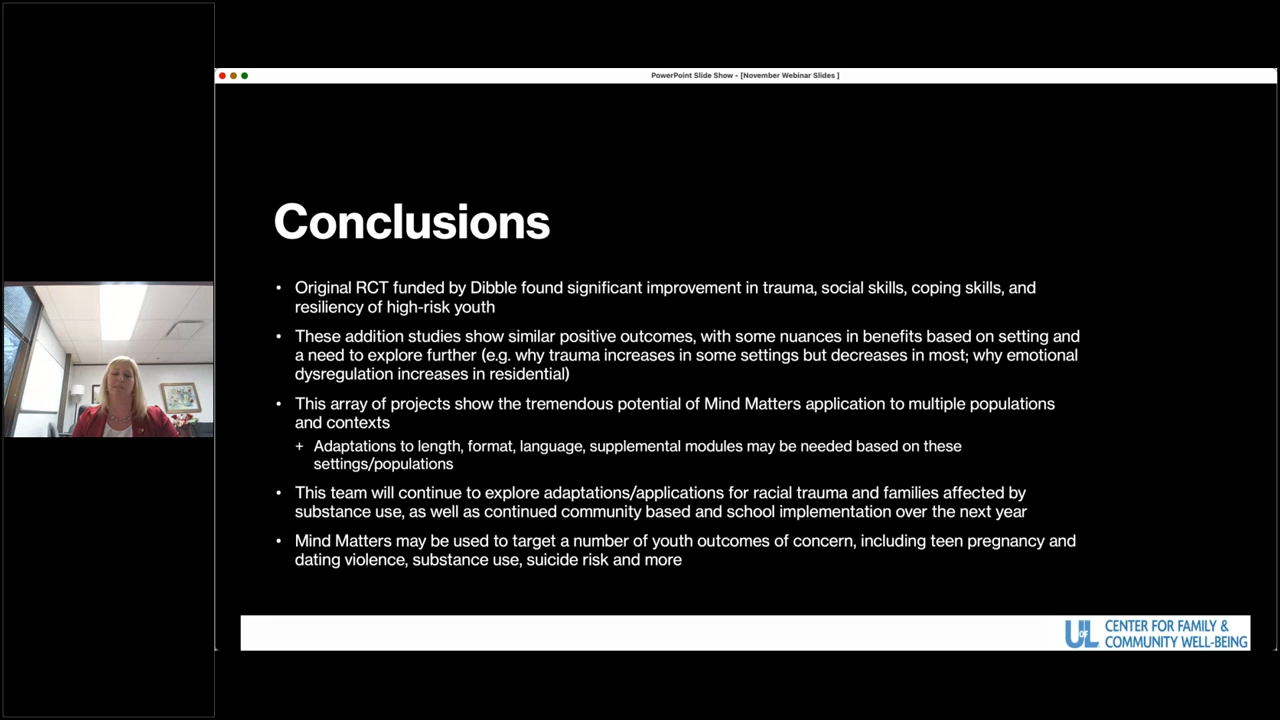 PowerPoint Slide Show - [November Webinar Slides ]
Conclusions
• Original RCT funded by Dibble found significant improvement in trauma, social skills, coping skills, and
resiliency of high-risk youth
• These addition studies show similar positive outcomes, with some nuances in benefits based on setting and
a need to explore further (e.g. why trauma increases in some settings but decreases in most; why emotional
dysregulation increases in residential)
• This array of projects show the tremendous potential of Mind Matters application to multiple populations
and contexts
+ Adaptations to length, format, language, supplemental modules may be needed based on these
settings/populations
• This team will continue to explore adaptations/applications for racial trauma and families affected by
substance use, as well as continued community based and school implementation over the next year
• Mind Matters may be used to target a number of youth outcomes of concern, including teen pregnancy and
dating violence, substance use, suicide risk and more
UofL CENTER FOR FAMILY &
COMMUNITY WELL-BEING